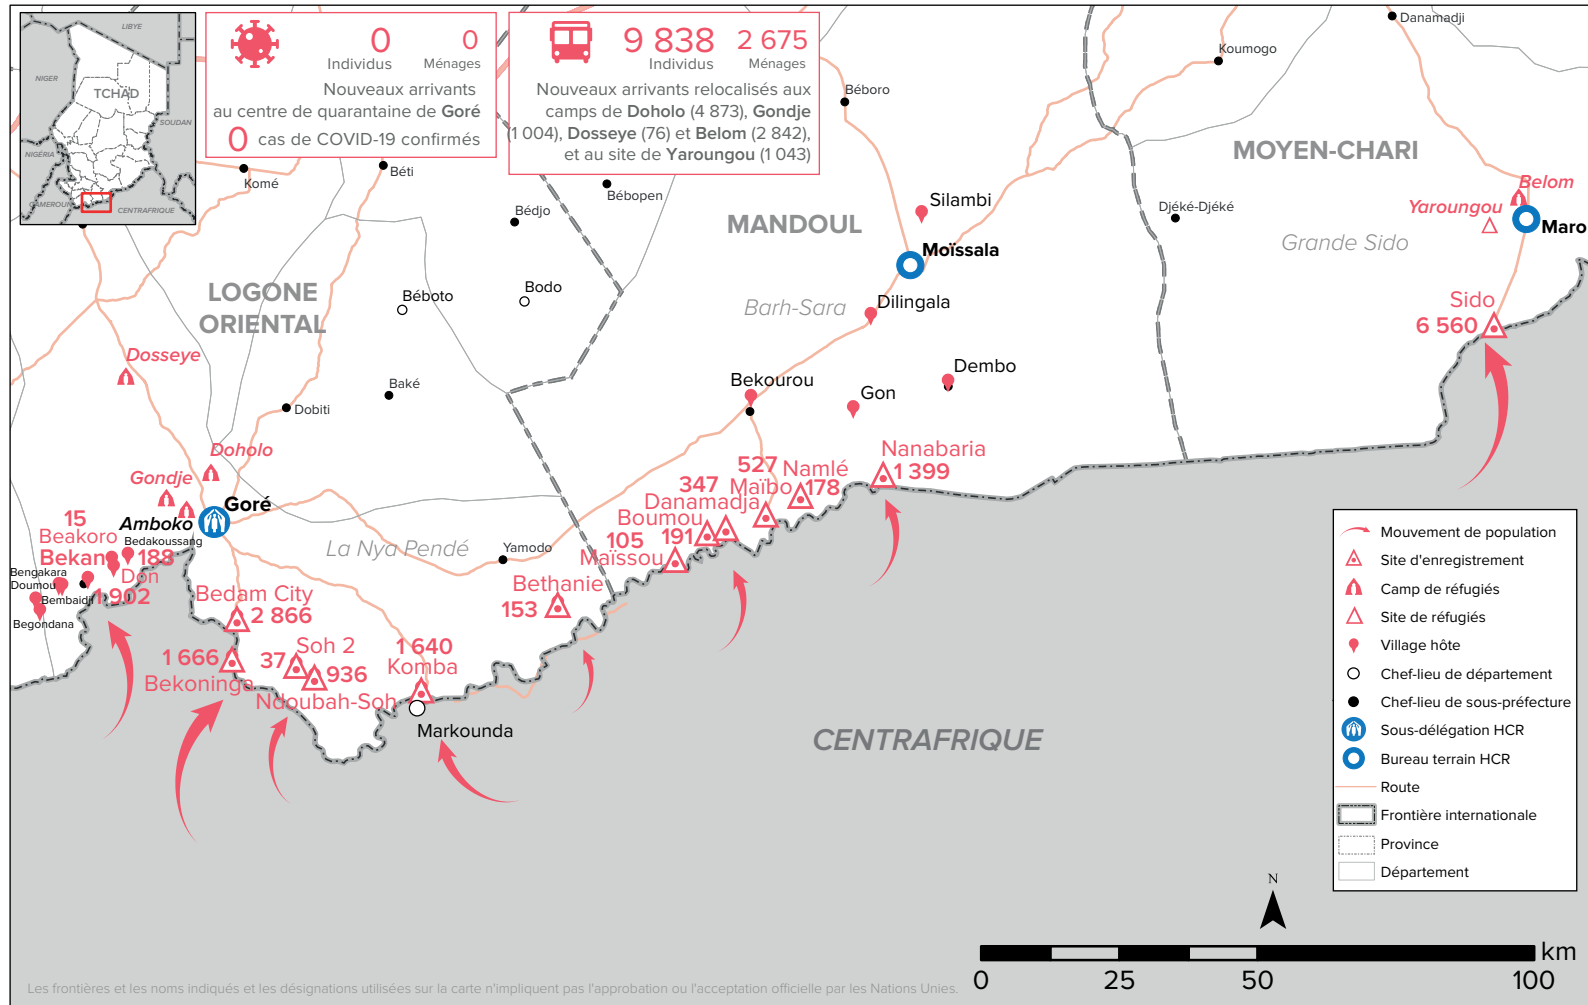 LIBYE
NIGER
TCHAD
SOUDAN
NIGÉRIA
CAMEROUN
CENTRAFRIQUE
0
Individus
0
Ménages
Nouveaux arrivants
au centre de quarantaine de Goré
0 cas de COVID-19 confirmés
9 838
Individus
2 675
Ménages
Nouveaux arrivants relocalisés aux
camps de Doholo (4 873), Gondje
(1 004), Dosseye (76) et Belom (2 842),
et au site de Yaroungou (1 043)
Danamadji
Koumogo
Béboro
MOYEN-CHARI
Komé
Béti
Bébopen
Bédjo
Silambi
Djéké-Djéké
Belom
Yaroungou
Maro
MANDOUL
Moïssala
Grande Sido
LOGONE
ORIENTAL
Béboto
Bodo
Barh-Sara
Dilingala
Sido
6 560
Dosseye
Baké
Dobiti
Bekourou
Gon
Dembo
Doholo
Gondje
Goré
Amboko
Nanabaria
1 399
527
Namlé
178
Maïbo
347
Danamadja
Boumou
191
105
Maïssou
15
Beakoro
Bedakoussang
Bekan
188
Don
1 902
Bengakara
Doumou
Bembaidji
Begondana
La Nya Pendé
Yamodo
Bethanie
153
Bedam City
2 866
1 666
Bekoninga
Soh 2
37
936
Ndoubah-Soh
1 640
Komba
Markounda
CENTRAFRIQUE
Mouvement de population
Site d'enregistrement
Camp de réfugiés
Site de réfugiés
Village hôte
Chef-lieu de département
Chef-lieu de sous-préfecture
Sous-délégation HCR
Bureau terrain HCR
Route
Frontière internationale
Province
Département
N
km
0 25 50 100
Les frontières et les noms indiqués et les désignations utilisées sur la carte n'impliquent pas l'approbation ou l'acceptation officielle par les Nations Unies.